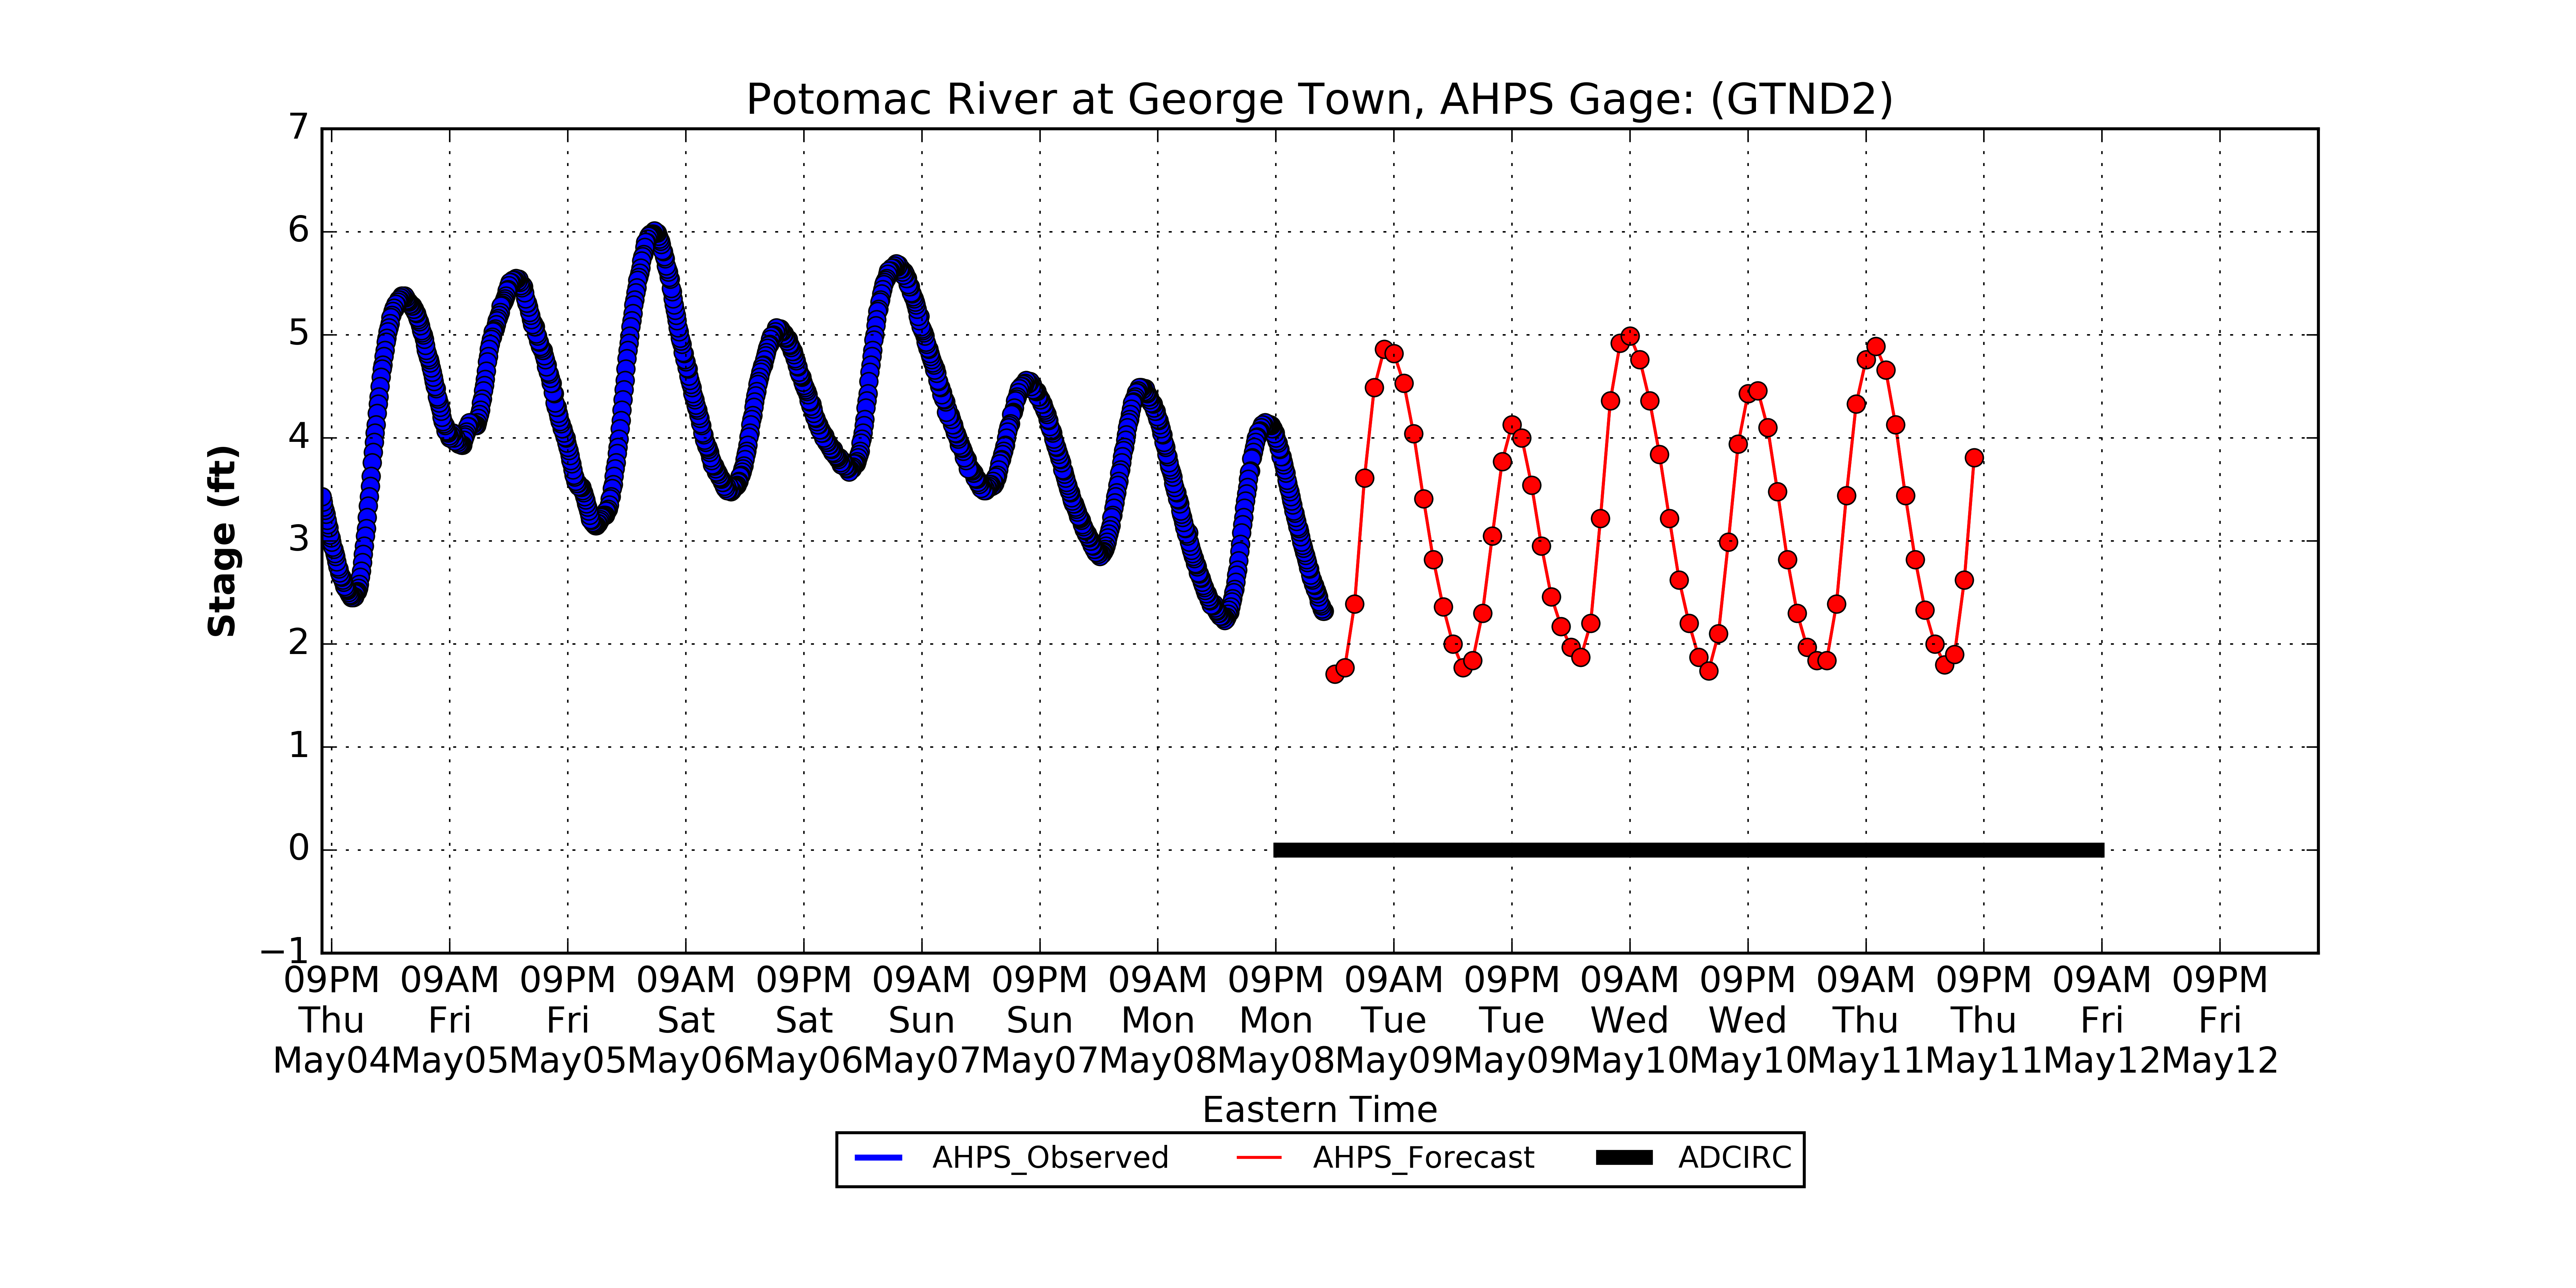 Potomac River at George Town, AHPS Gage: (GTND2)
7
6
5
4
3
2
1
0
−1
Stage (ft)
09PM 09AM 09PM 09AM 09PM 09AM 09PM 09AM 09PM 09AM 09PM 09AM 09PM 09AM 09PM 09AM 09PM
Thu Fri Fri Sat Sat Sun Sun Mon Mon Tue Tue Wed Wed Thu Thu Fri Fri
May04 May05 May05 May06 May06 May07 May07 May08 May08 May09 May09 May10 May10 May11 May11 May12 May12
Eastern Time
AHPS_Observed AHPS_Forecast ADCIRC